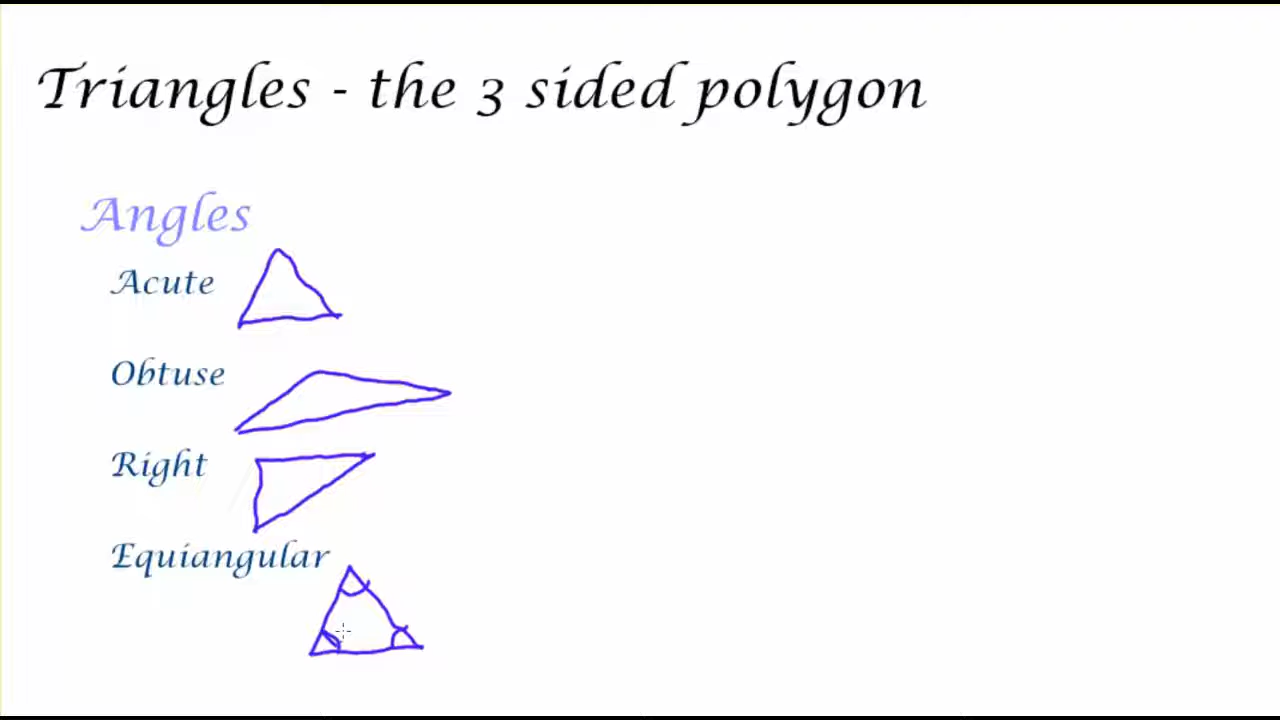 Triangles - the 3 sided polygon
Angles
Acute
Obtuse
Right
Equiangular